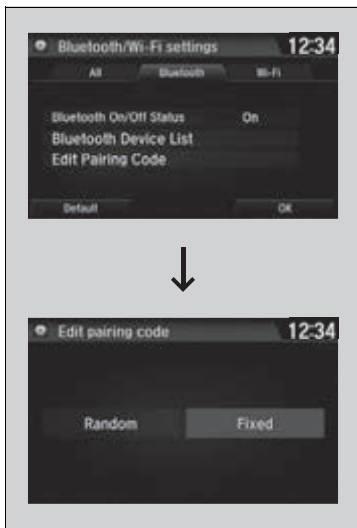 Bluetooth/Wi-Fi settings 12:34
All Bluetooth Wi-Fi
Bluetooth On/Off Status On
Bluetooth Device List
Edit Pairing Code
Default OK
Edit pairing code 12:34
Random Fixed